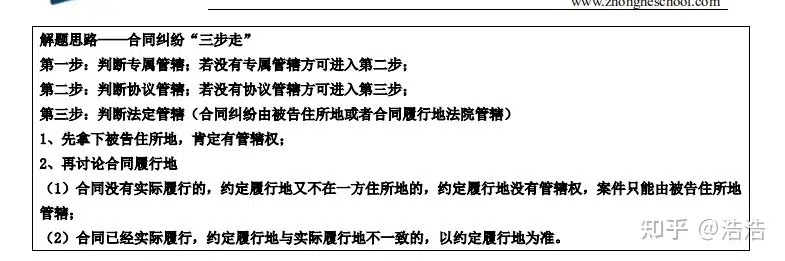 www.zhongheschool.com
解题思路——合同纠纷“三步走”
第一步：判断专属管辖；若没有专属管辖方可进入第二步；
第二步：判断协议管辖；若没有协议管辖方可进入第三步；
第三步：判断法定管辖（合同纠纷由被告住所地或者合同履行地法院管辖）
1、先拿下被告住所地，肯定有管辖权；
2、再讨论合同履行地
（1）合同没有实际履行的，约定履行地又不在一方住所地的，约定履行地没有管辖权，案件只能由被告住所地
管辖；
（2）合同已经实际履行，约定履行地与实际履行地不一致的，以约定履行地为准。
知乎 @浩浩